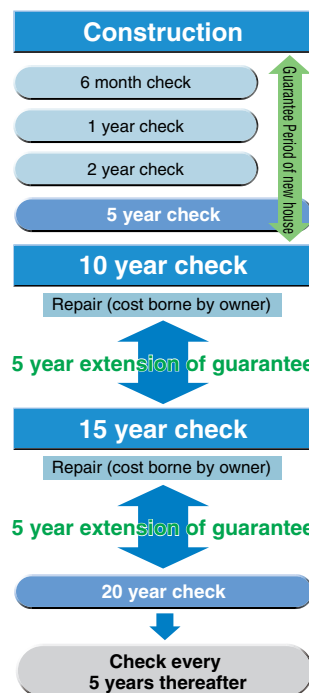 Construction
6 month check
1 year check
2 year check
5 year check
Guarantee Period of new house
10 year check
Repair (cost borne by owner)
5 year extension of guarantee
15 year check
Repair (cost borne by owner)
5 year extension of guarantee
20 year check
Check every
5 years thereafter